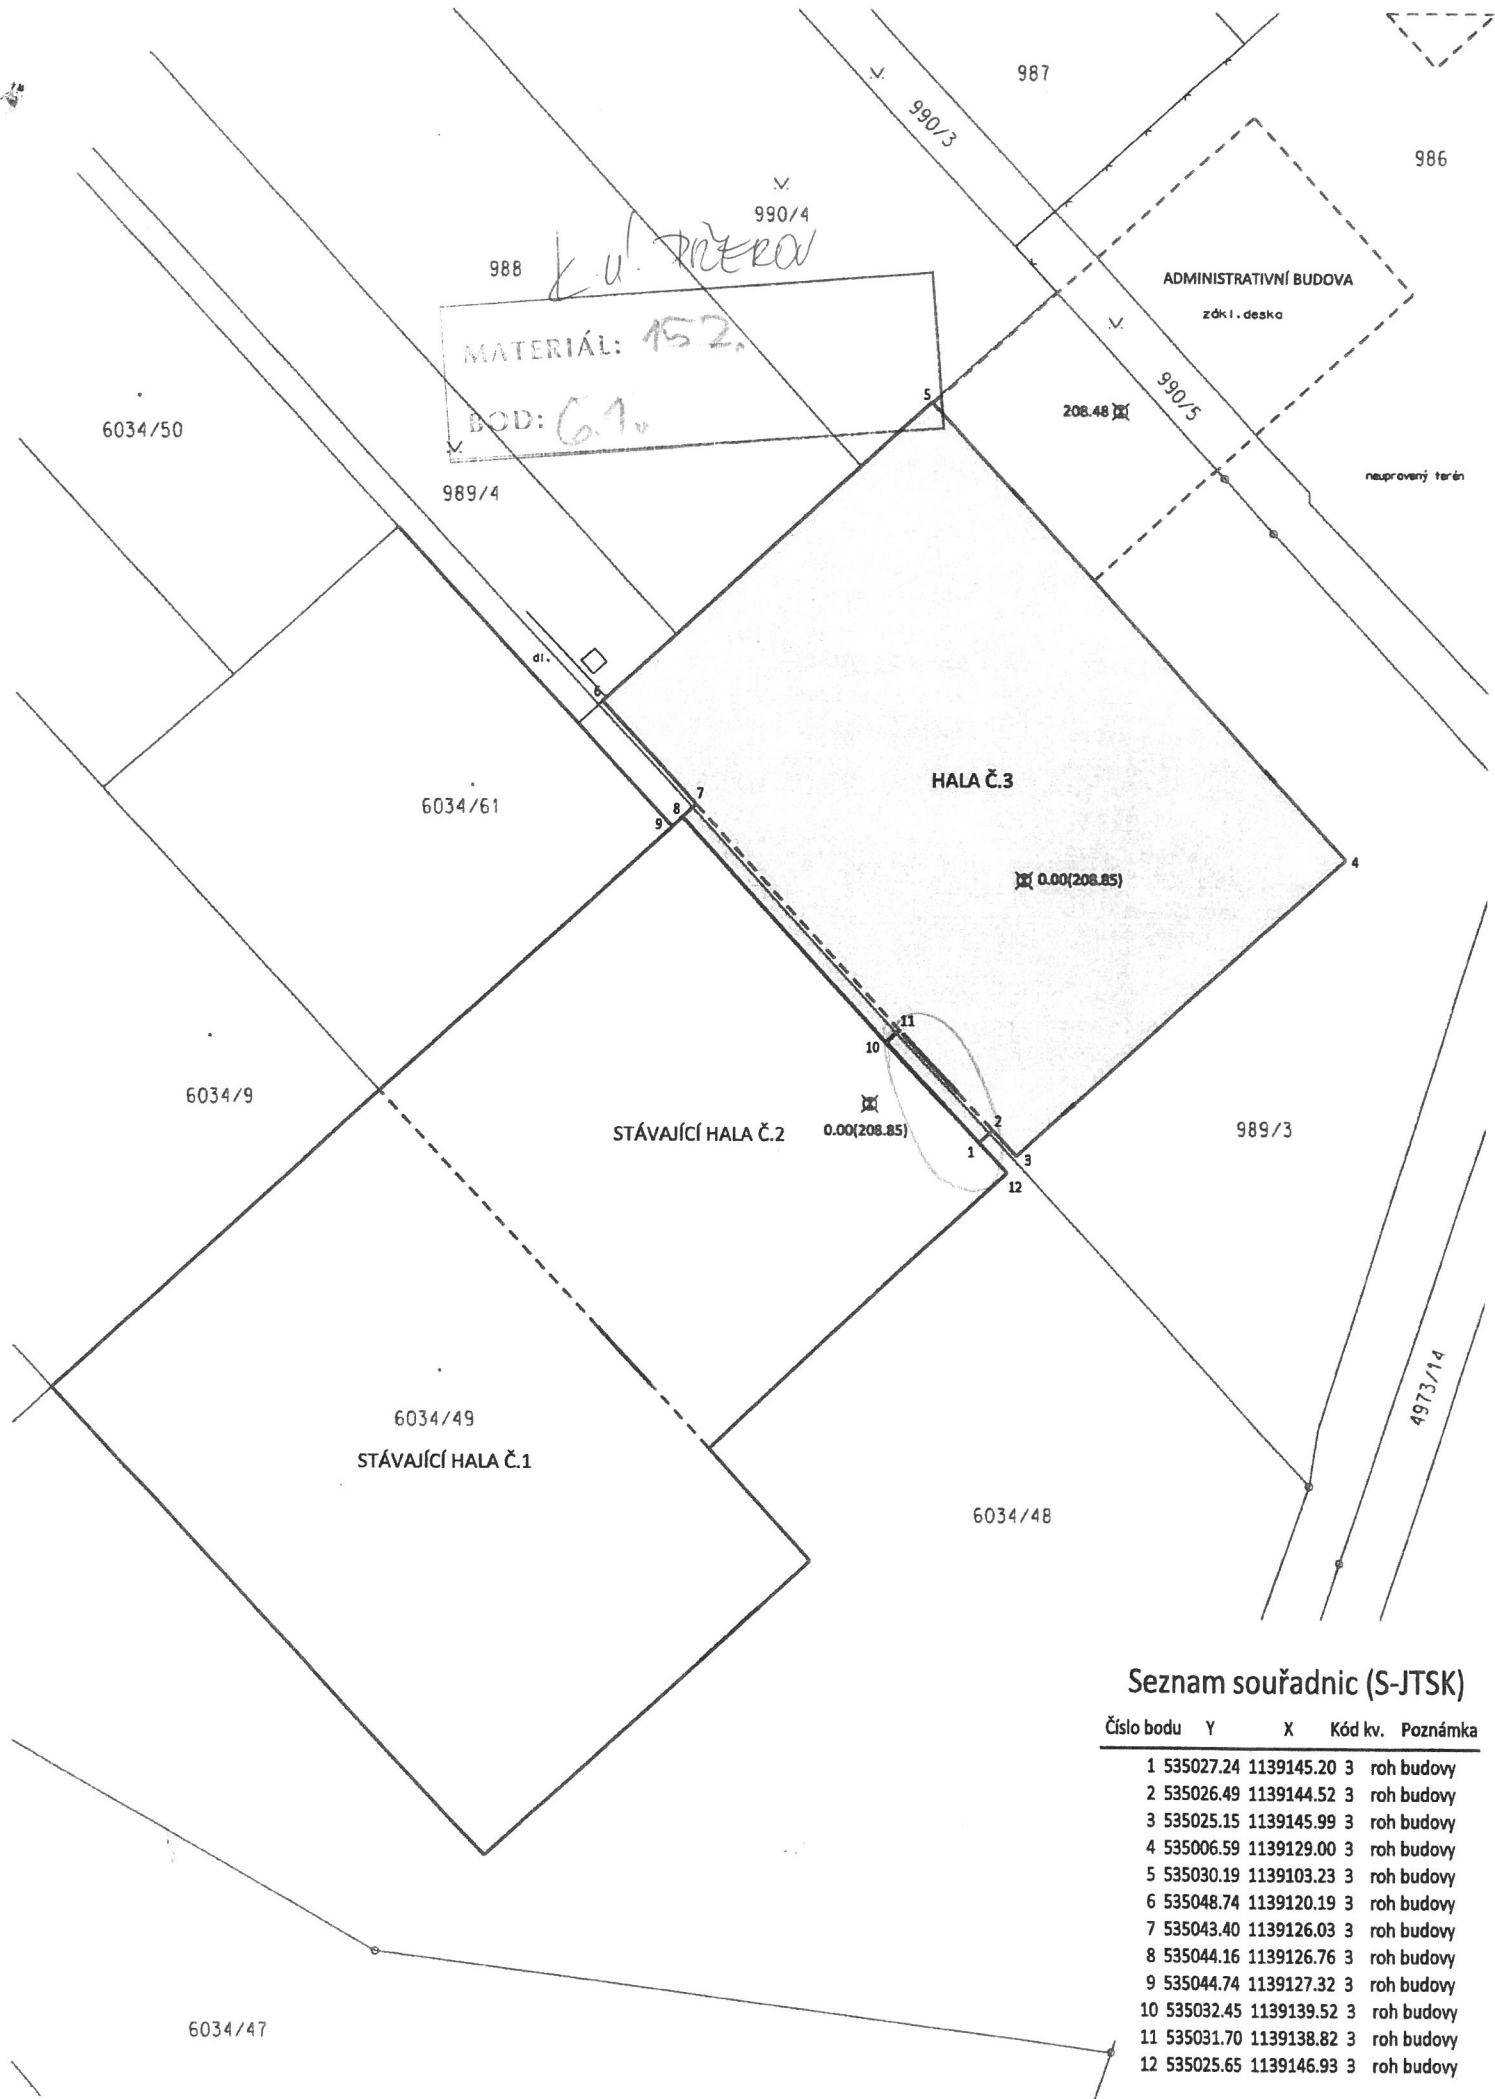 987
990/3
986
990/4
988
k.ú. PŘEROV
ADMINISTRATIVNÍ BUDOVA
zákl.deska
MATERIÁL: 152.
990/5
5
208.48
BOD: 6.1.
6034/50
neupravený terén
989/4
dl.
6
HALA Č.3
7
6034/61
8
9
4
0.00(208.85)
11
10
6034/9
0.00(208.85)
STÁVAJÍCÍ HALA Č.2
2
989/3
1
3
12
4973/14
6034/49
STÁVAJÍCÍ HALA Č.1
6034/48
Seznam souřadnic (S-JTSK)
Číslo bodu Y X Kód kv. Poznámka
1 535027.24 1139145.20 3 roh budovy
2 535026.49 1139144.52 3 roh budovy
3 535025.15 1139145.99 3 roh budovy
4 535006.59 1139129.00 3 roh budovy
5 535030.19 1139103.23 3 roh budovy
6 535048.74 1139120.19 3 roh budovy
7 535043.40 1139126.03 3 roh budovy
8 535044.16 1139126.76 3 roh budovy
9 535044.74 1139127.32 3 roh budovy
10 535032.45 1139139.52 3 roh budovy
11 535031.70 1139138.82 3 roh budovy
12 535025.65 1139146.93 3 roh budovy
6034/47